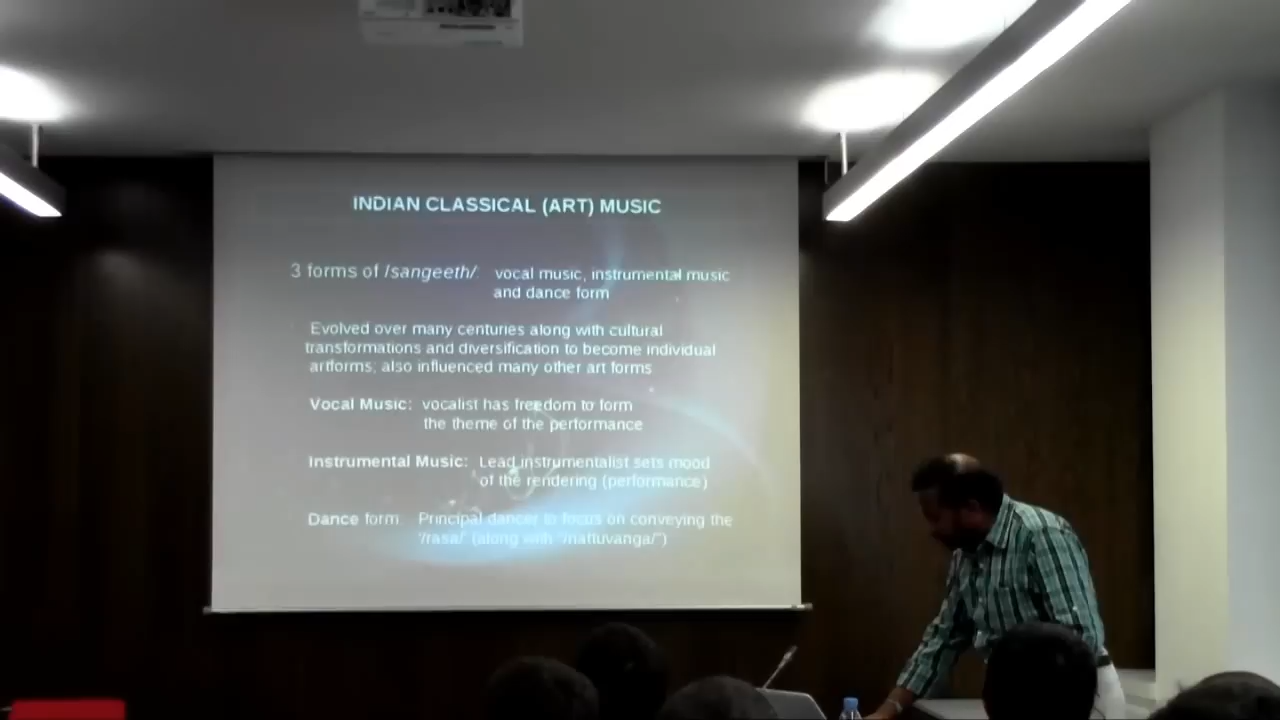 INDIAN CLASSICAL (ART) MUSIC
3 forms of /sangeeth/: vocal music, instrumental music
and dance form
Evolved over many centuries along with cultural
transformations and diversification to become individual
artforms; also influenced many other art forms
Vocal Music: vocalist has freedom to form
the theme of the performance
Instrumental Music: Lead instrumentalist sets mood
of the rendering (performance)
Dance form: Principal dancer to focus on conveying the
"/rasa/" (along with "/nattuvanga/")